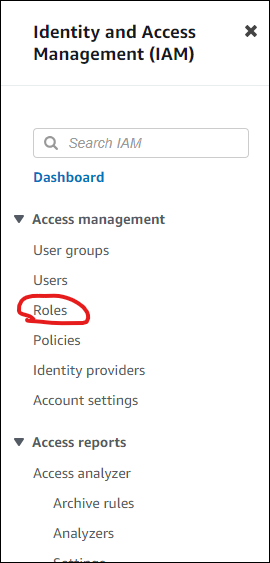 Identity and Access
Management (IAM)
Search IAM
Dashboard
Access management
User groups
Users
Roles
Policies
Identity providers
Account settings
Access reports
Access analyzer
Archive rules
Analyzers
Settings